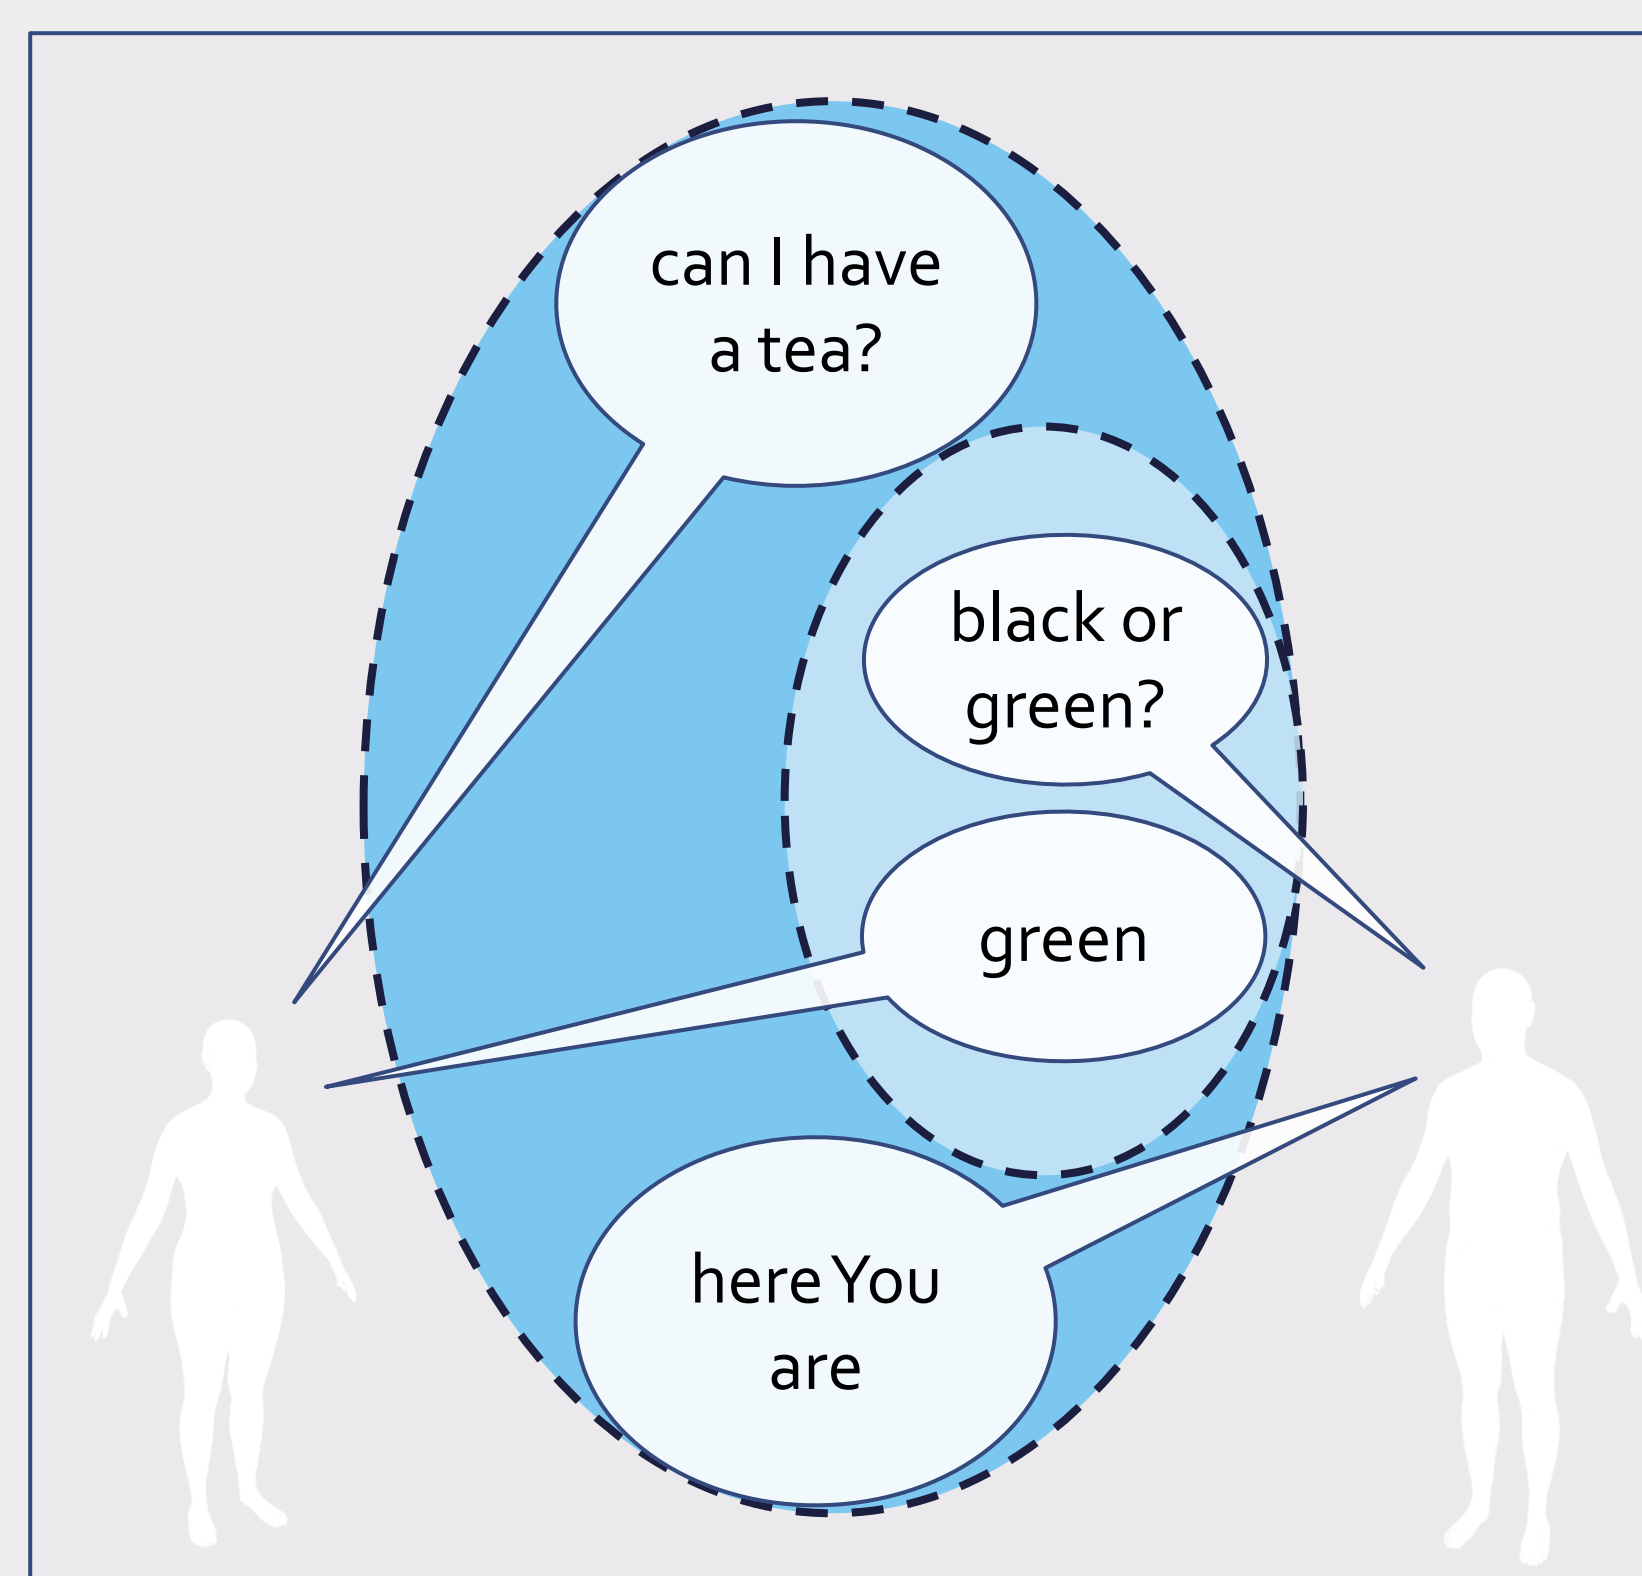 can I have
a tea?
black or
green?
green
here You
are